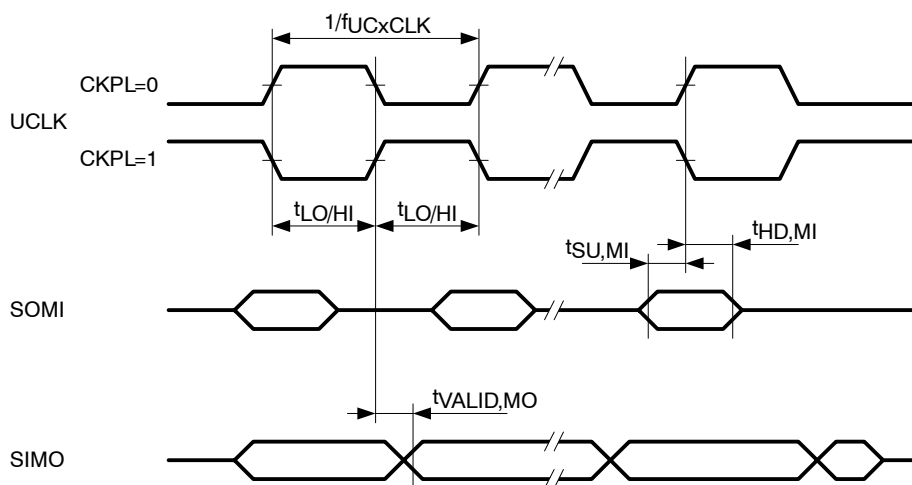 1/fUCxCLK
CKPL=0
UCLK
CKPL=1
tLO/HI tLO/HI
tHD,MI
tSU,MI
SOMI
tVALID,MO
SIMO